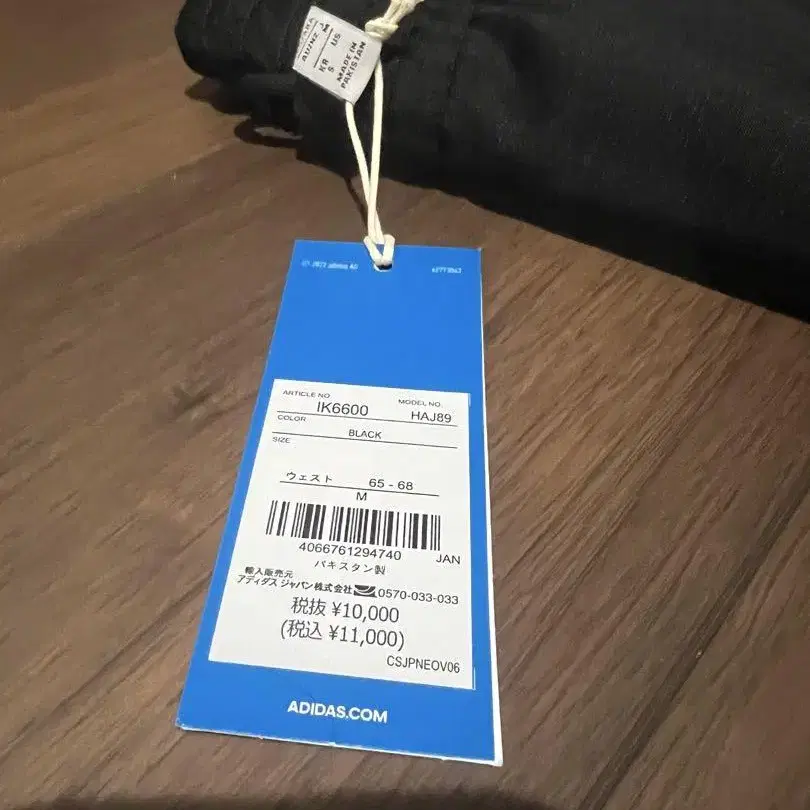 KR
S
US
MADE IN
PAKISTAN
ARTICLE NO.
IK6600
MODEL NO.
HAJ89
COLOR
BLACK
SIZE
ウェスト 65 - 68
M
4066761294740 JAN
パキスタン製
輸入販売元
アディダス ジャパン株式会社 0570-033-033
税抜 ¥10,000
(税込 ¥11,000)
CSJPNEOV06
ADIDAS.COM